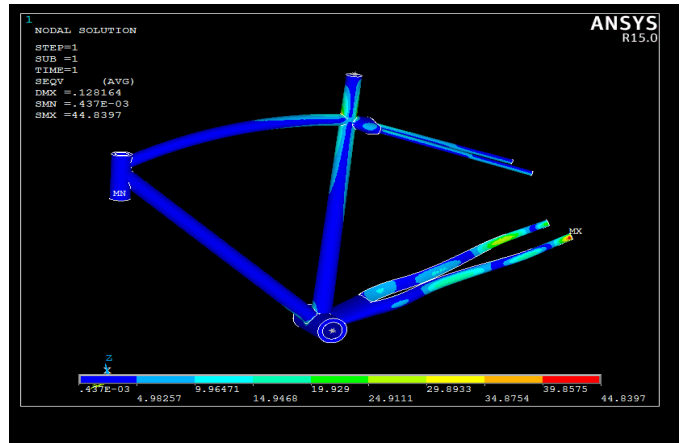 1
NODAL SOLUTION
ANSYS
R15.0
STEP=1
SUB =1
TIME=1
SEQV (AVG)
DMX =.128164
SMN =.437E-03
SMX =44.8397
MN
MX
Z
X
.437E-03 9.96471 19.929 29.8933 39.8575
4.98257 14.9468 24.9111 34.8754 44.8397